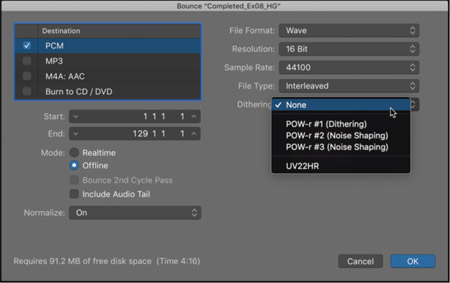 Bounce "Completed_Ex08_HG"
Destination
PCM
MP3
M4A: AAC
Burn to CD / DVD
Start: 1 1 1 1
End: 129 1 1 1
Mode: Realtime
Offline
Bounce 2nd Cycle Pass
Include Audio Tail
Normalize: On
File Format: Wave
Resolution: 16 Bit
Sample Rate: 44100
File Type: Interleaved
Dithering: None
POW-r #1 (Dithering)
POW-r #2 (Noise Shaping)
POW-r #3 (Noise Shaping)
UV22HR
Requires 91.2 MB of free disk space (Time 4:16)
Cancel
OK